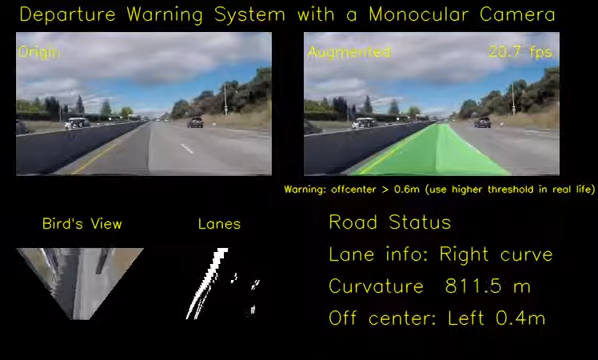 Departure Warning System with a Monocular Camera
Origin
Augmented 20.7 fps
Warning: offcenter > 0.6m (use higher threshold in real life)
Bird's View
Lanes
Road Status
Lane info: Right curve
Curvature 811.5 m
Off center: Left 0.4m